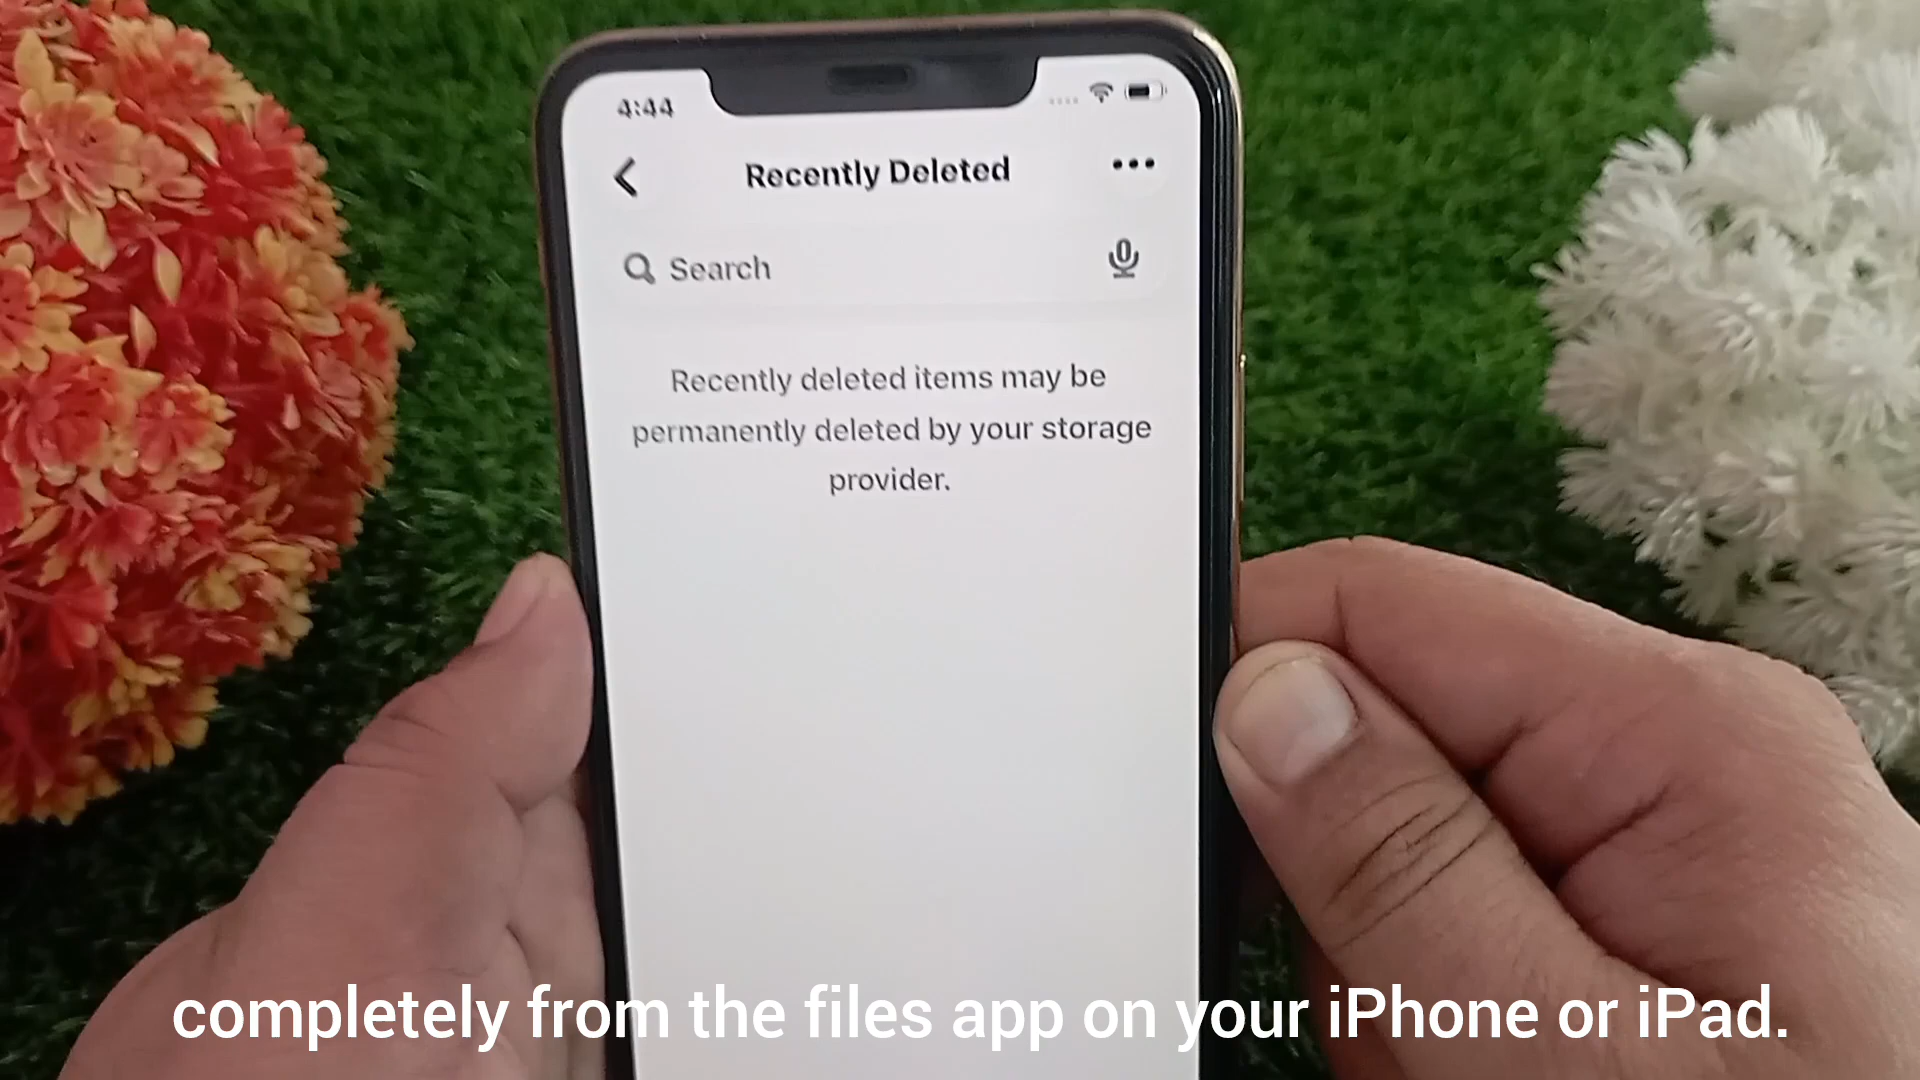 4:44
Recently Deleted
Search
Recently deleted items may be
permanently deleted by your storage
provider.
completely from the files app on your iPhone or iPad.